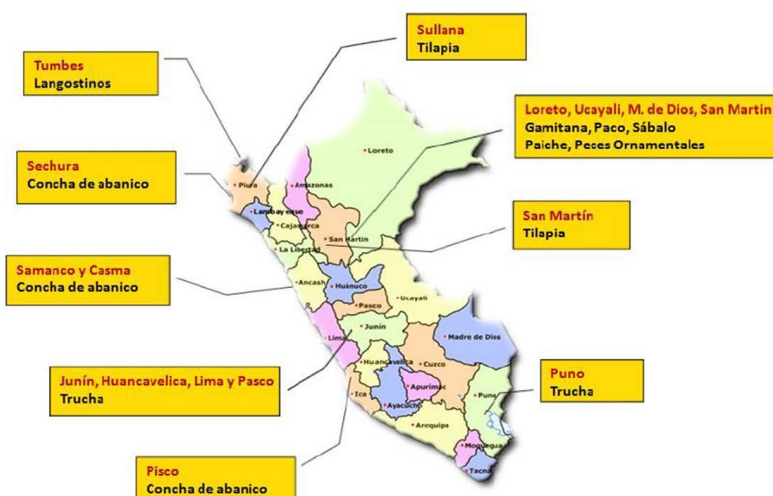 Sullana
Tilapia
Tumbes
Langostinos
Loreto, Ucayali, M. de Dios, San Martin
Gamitana, Paco, Sábalo
Paiche, Peces Ornamentales
Sechura
Concha de abanico
San Martín
Tilapia
Samanco y Casma
Concha de abanico
Junín, Huancavelica, Lima y Pasco
Trucha
Puno
Trucha
Pisco
Concha de abanico
Loreto
Piura
Amazonas
Lambayeque
Cajamarca
San Martin
La Libertad
Ancash
Huánuco
Ucayali
Pasco
Lima
Junín
Madre de Dios
Huancavelica
Cuzco
Ica
Apurimac
Ayacucho
Puno
Arequipa
Moquegua
Tacna